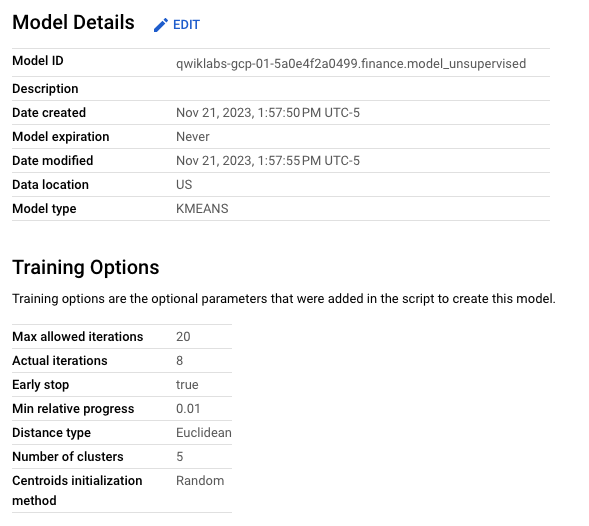 Model Details EDIT
Model ID qwiklabs-gcp-01-5a0e4f2a0499.finance.model_unsupervised
Description
Date created Nov 21, 2023, 1:57:50 PM UTC-5
Model expiration Never
Date modified Nov 21, 2023, 1:57:55 PM UTC-5
Data location US
Model type KMEANS
Training Options
Training options are the optional parameters that were added in the script to create this model.
Max allowed iterations 20
Actual iterations 8
Early stop true
Min relative progress 0.01
Distance type Euclidean
Number of clusters 5
Centroids initialization Random
method